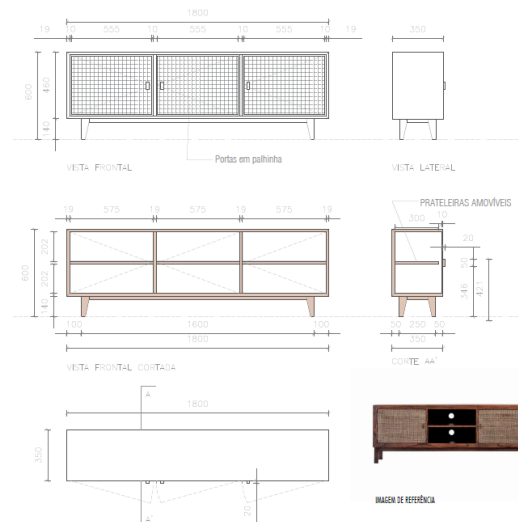 1800
350
19 10 555 10 555 10 555 10 19
600
460
140
VISTA FRONTAL
Portas em palhinha
VISTA LATERAL
PRATELEIRAS AMOVÍVEIS
19 575 19 575 19 575 19
300
10
20
600
202
202
140
50
346
421
100 1600 100
1800
50 250 50
350
VISTA FRONTAL CORTADA
CORTE AA'
A
1800
350
20
A'
IMAGEM DE REFERÊNCIA